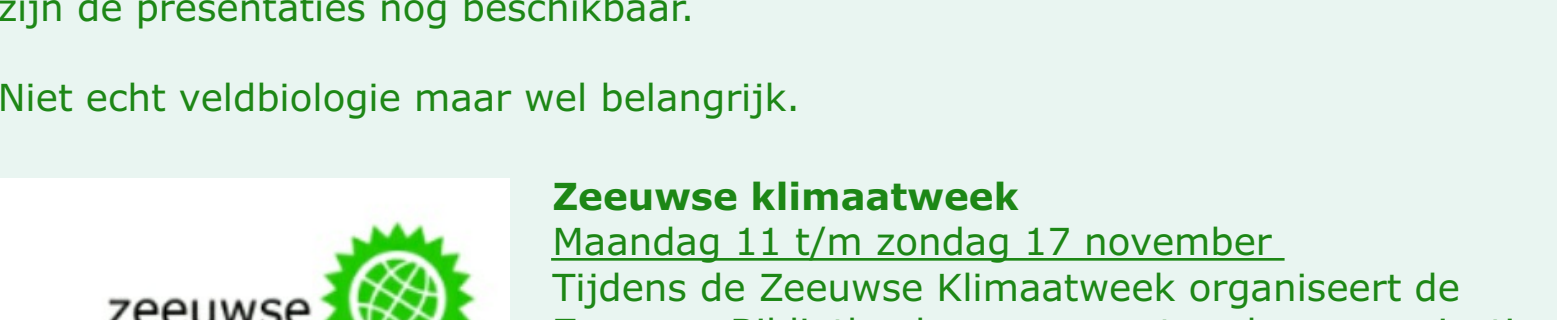 zijn de presentaties nog beschikbaar.
Niet echt veldbiologie maar wel belangrijk.
zeeuwse
Zeeuwse klimaatweek
Maandag 11 t/m zondag 17 november
Tijdens de Zeeuwse Klimaatweek organiseert de